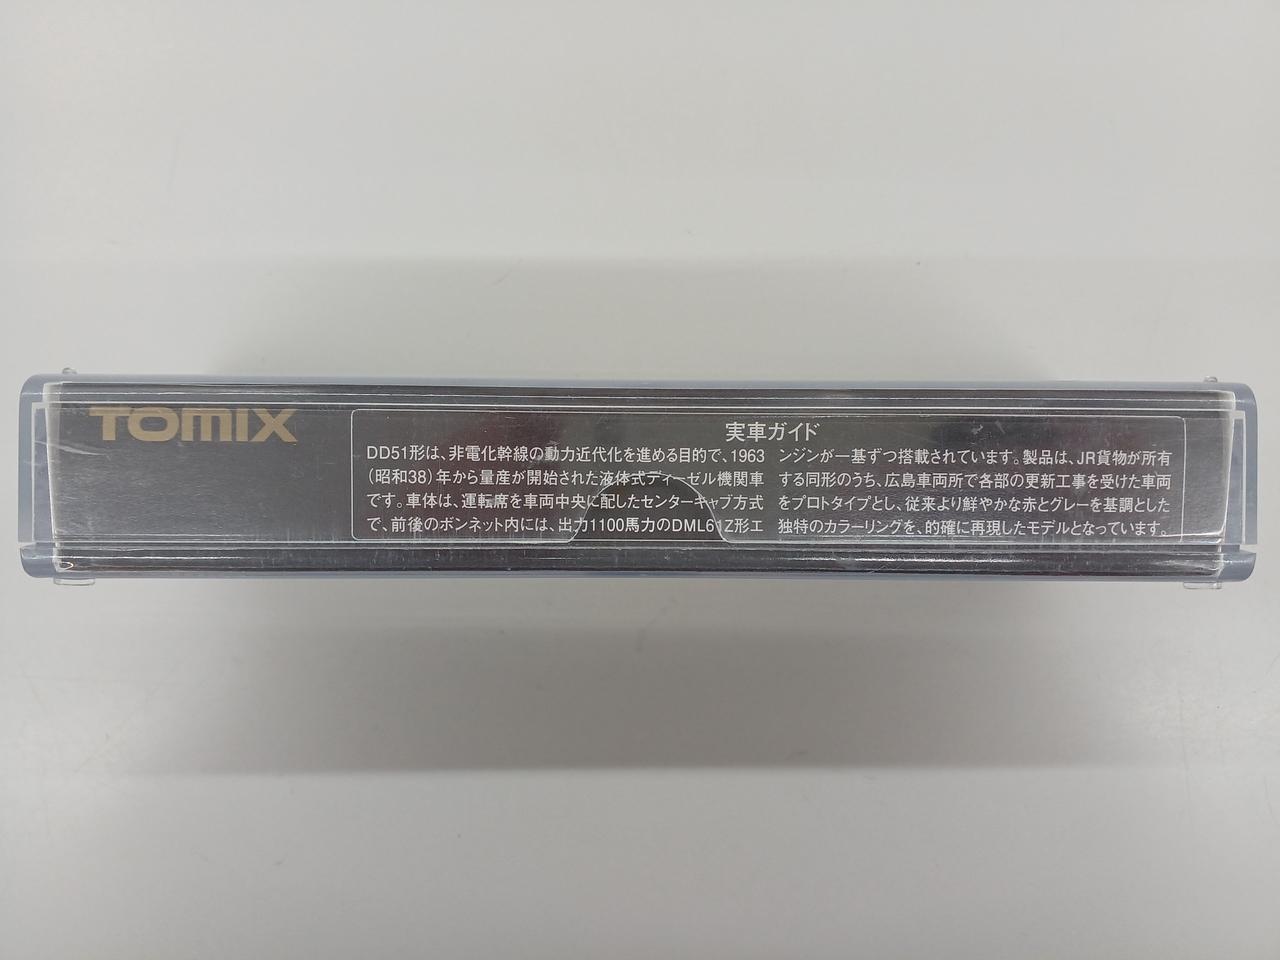 TOMIX
実車ガイド
DD51形は、非電化幹線の動力近代化を進める目的で、1963
(昭和38)年から量産が開始された液体式ディーゼル機関車
です。車体は、運転席を車両中央に配したセンターキャブ方式
で、前後のボンネット内には、出力1100馬力のDML61Z形エ
ンジンが一基ずつ搭載されています。製品は、JR貨物が所有
する同形のうち、広島車両所で各部の更新工事を受けた車両
をプロトタイプとし、従来より鮮やかな赤とグレーを基調とした
独特のカラーリングを、的確に再現したモデルとなっています。